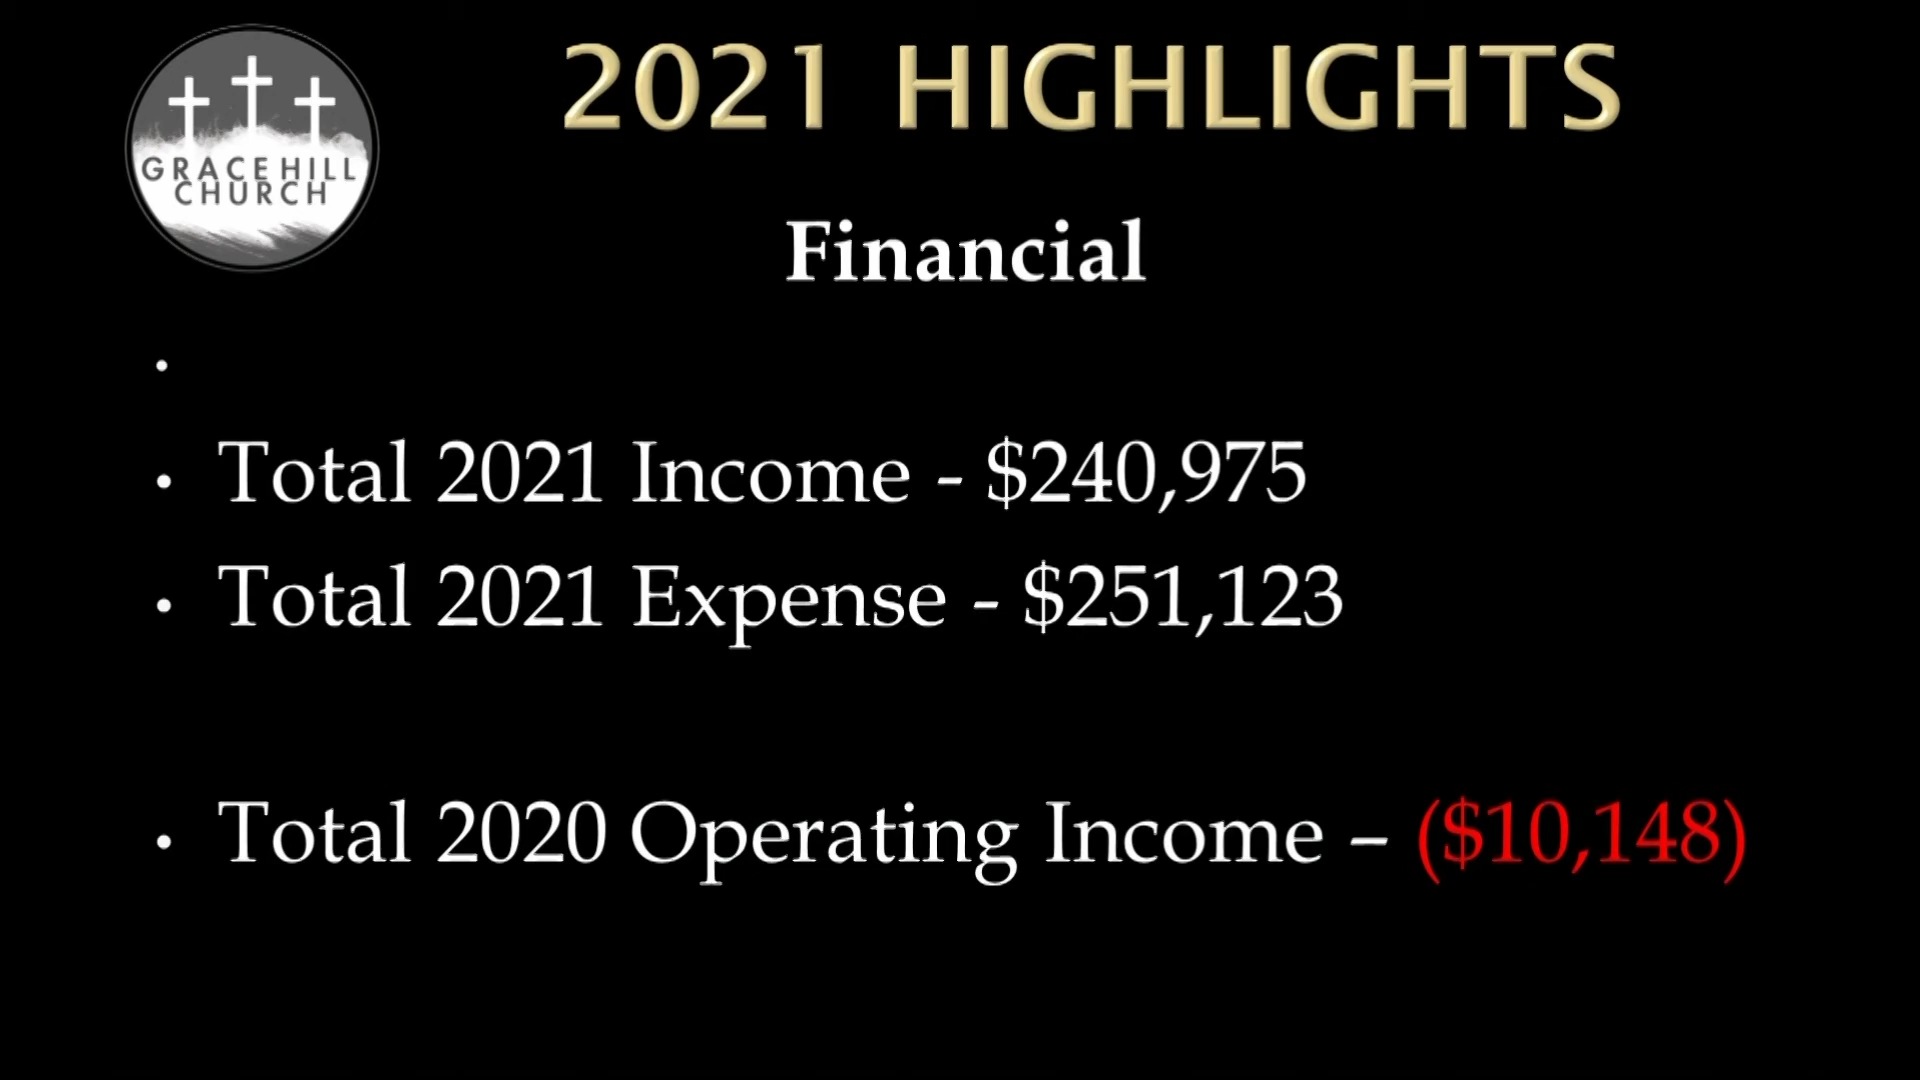 GRACE HILL
CHURCH
2021 HIGHLIGHTS
Financial
•
• Total 2021 Income - $240,975
• Total 2021 Expense - $251,123
• Total 2020 Operating Income – ($10,148)